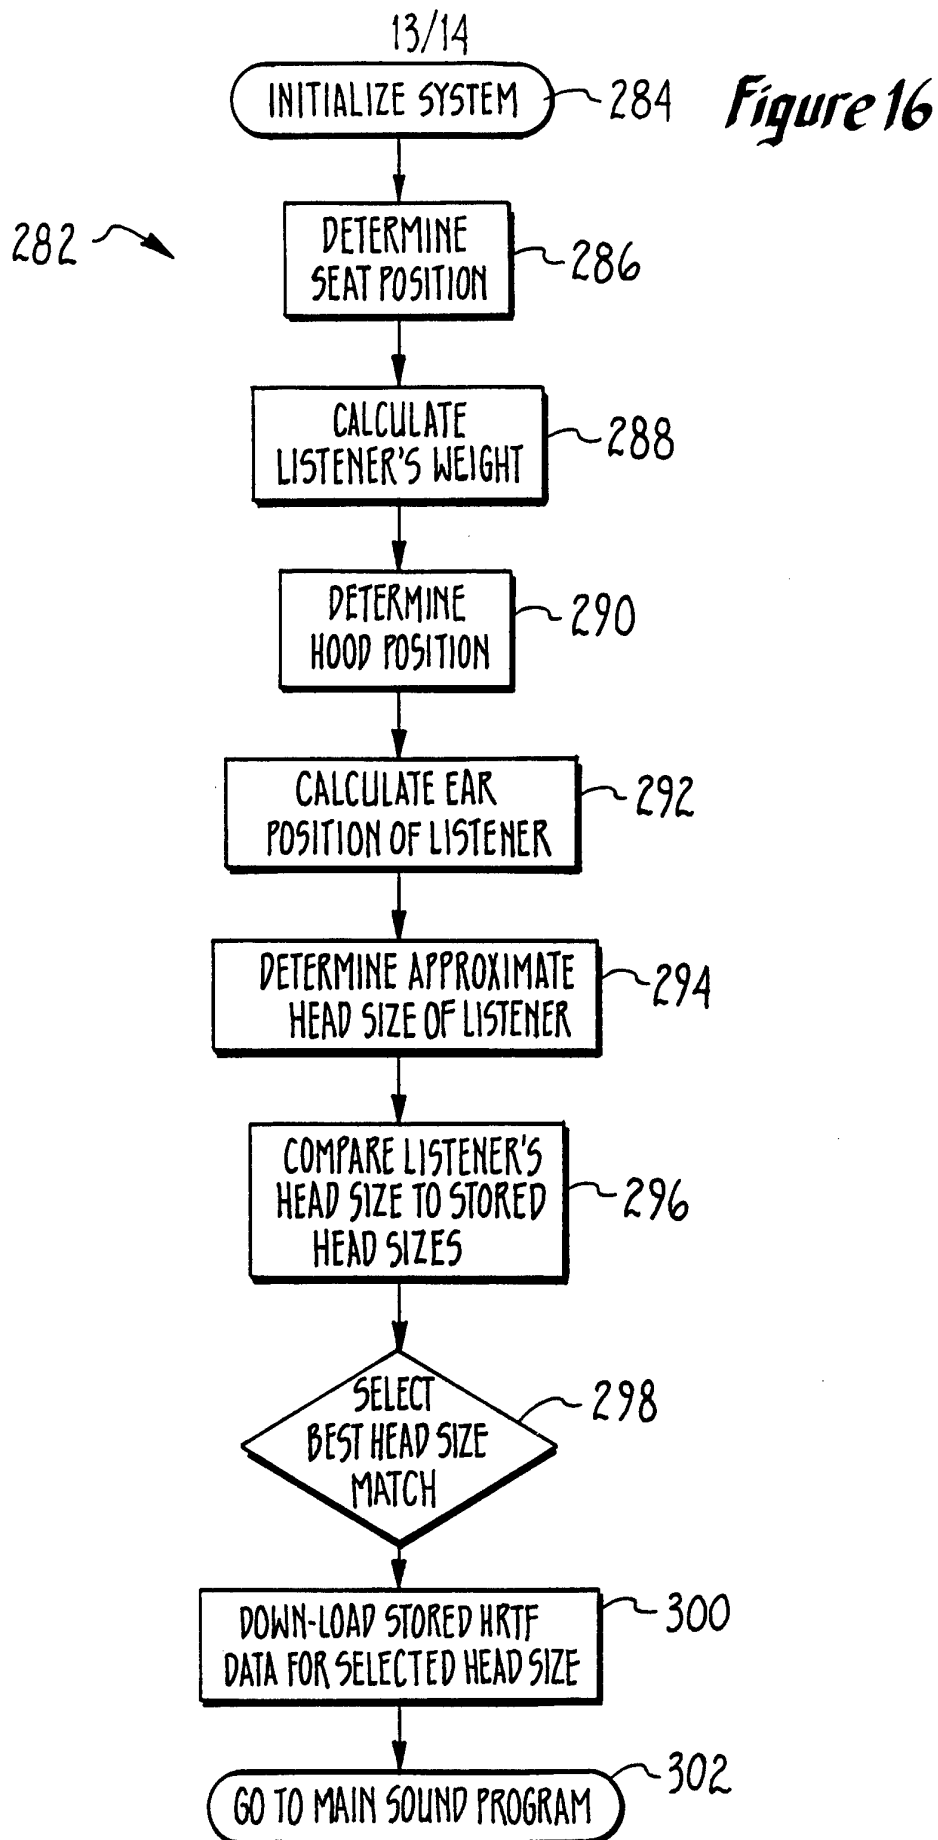 13/14
INITIALIZE SYSTEM
284
Figure 16
282
DETERMINE
SEAT POSITION
286
CALCULATE
LISTENER'S WEIGHT
288
DETERMINE
HOOD POSITION
290
CALCULATE EAR
POSITION OF LISTENER
292
DETERMINE APPROXIMATE
HEAD SIZE OF LISTENER
294
COMPARE LISTENER'S
HEAD SIZE TO STORED
HEAD SIZES
296
SELECT
BEST HEAD SIZE
MATCH
298
DOWN-LOAD STORED HRTF
DATA FOR SELECTED HEAD SIZE
300
GO TO MAIN SOUND PROGRAM
302